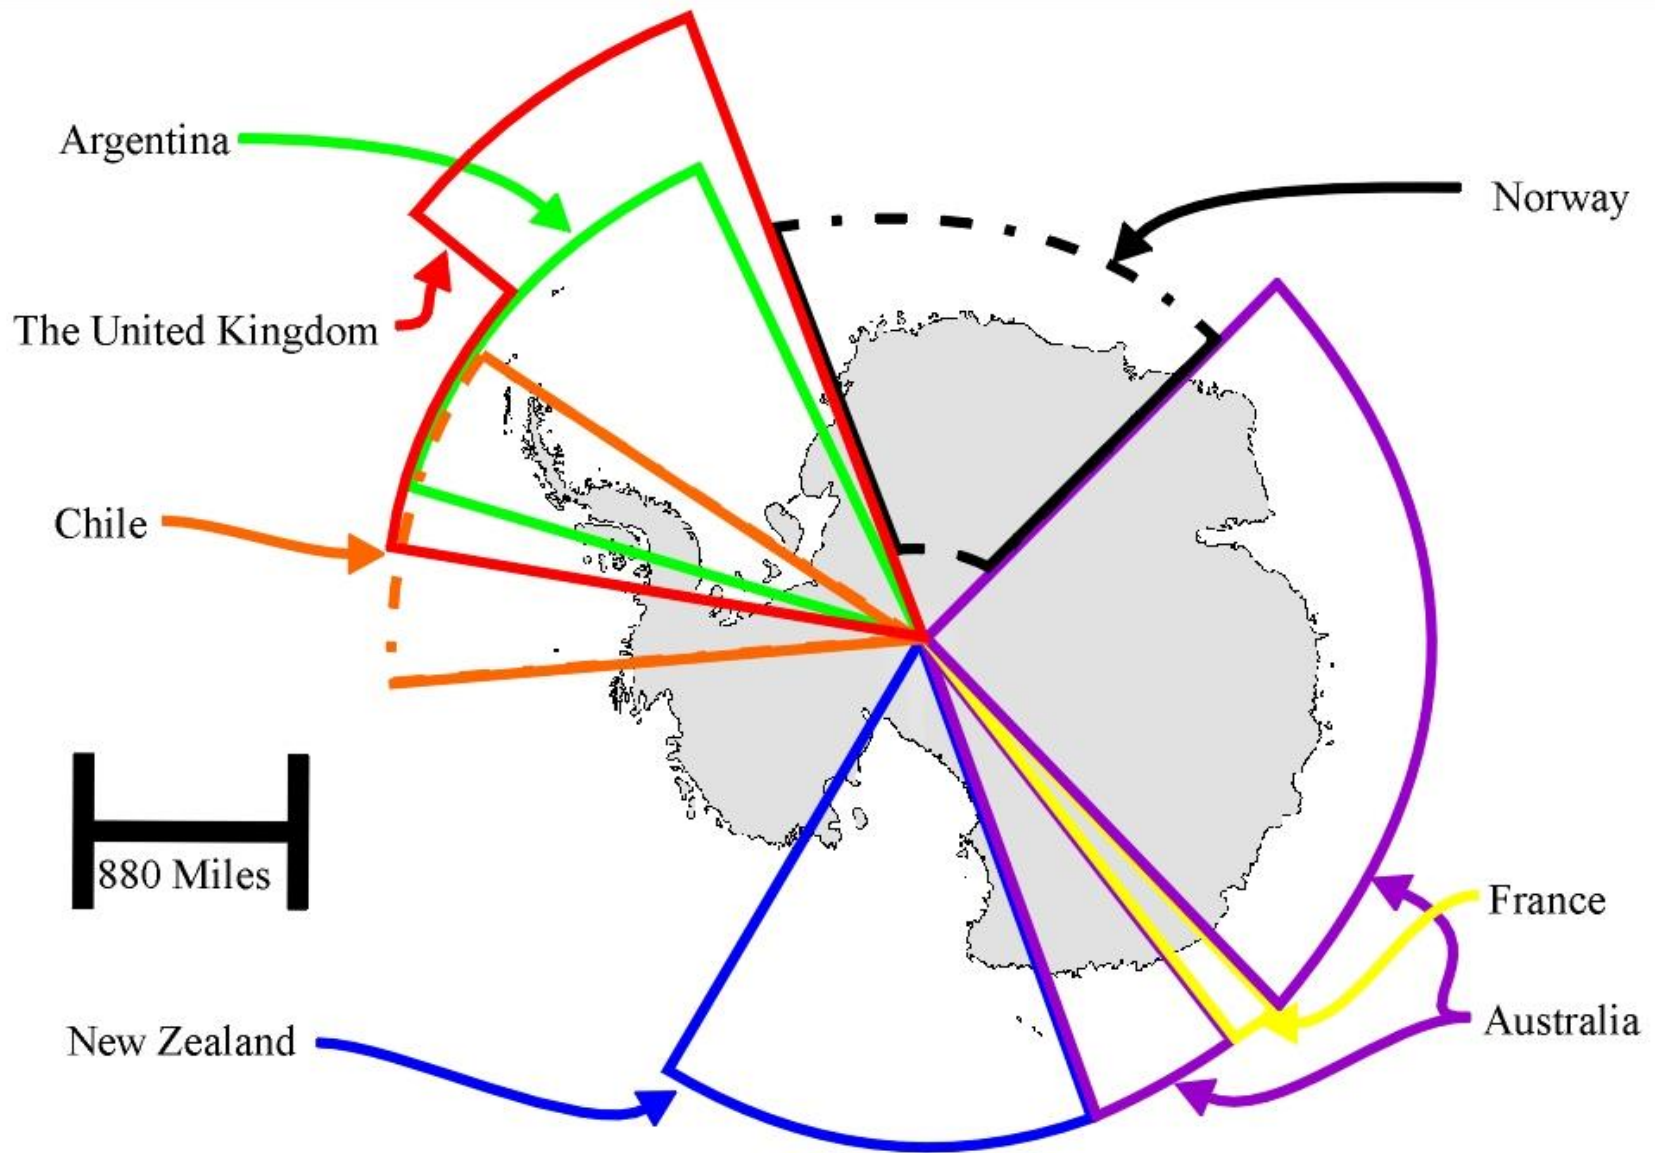 Argentina
Norway
The United Kingdom
Chile
880 Miles
France
New Zealand
Australia